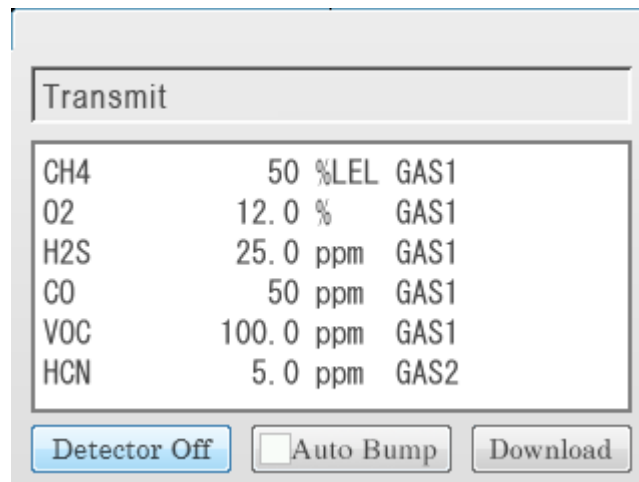 Transmit
CH4 50 %LEL GAS1
O2 12.0 % GAS1
H2S 25.0 ppm GAS1
CO 50 ppm GAS1
VOC 100.0 ppm GAS1
HCN 5.0 ppm GAS2
Detector Off Auto Bump Download